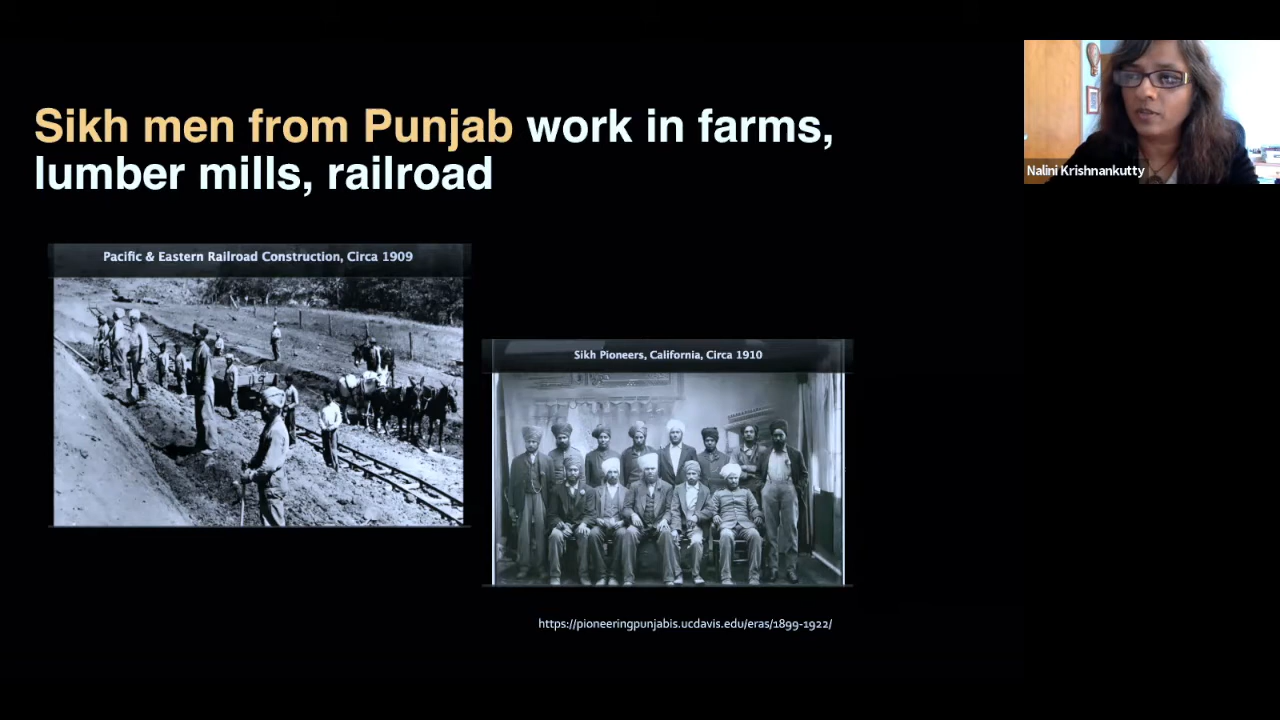 Sikh men from Punjab work in farms,
lumber mills, railroad
Nalini Krishnankutty
Pacific & Eastern Railroad Construction, Circa 1909
Sikh Pioneers, California, Circa 1910
https://pioneeringpunjabis.ucdavis.edu/eras/1899-1922/